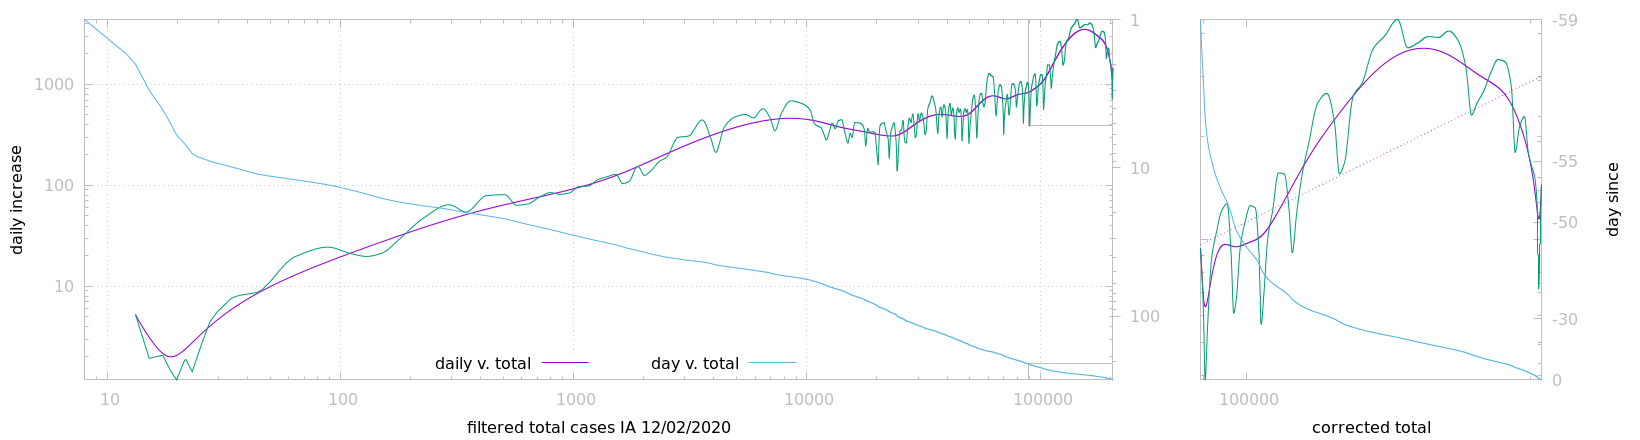 1000
100
10
daily increase
10
100
1000
10000
100000
1
10
100
daily v. total
day v. total
filtered total cases IA 12/02/2020
-59
-55
-50
-30
0
day since
100000
corrected total